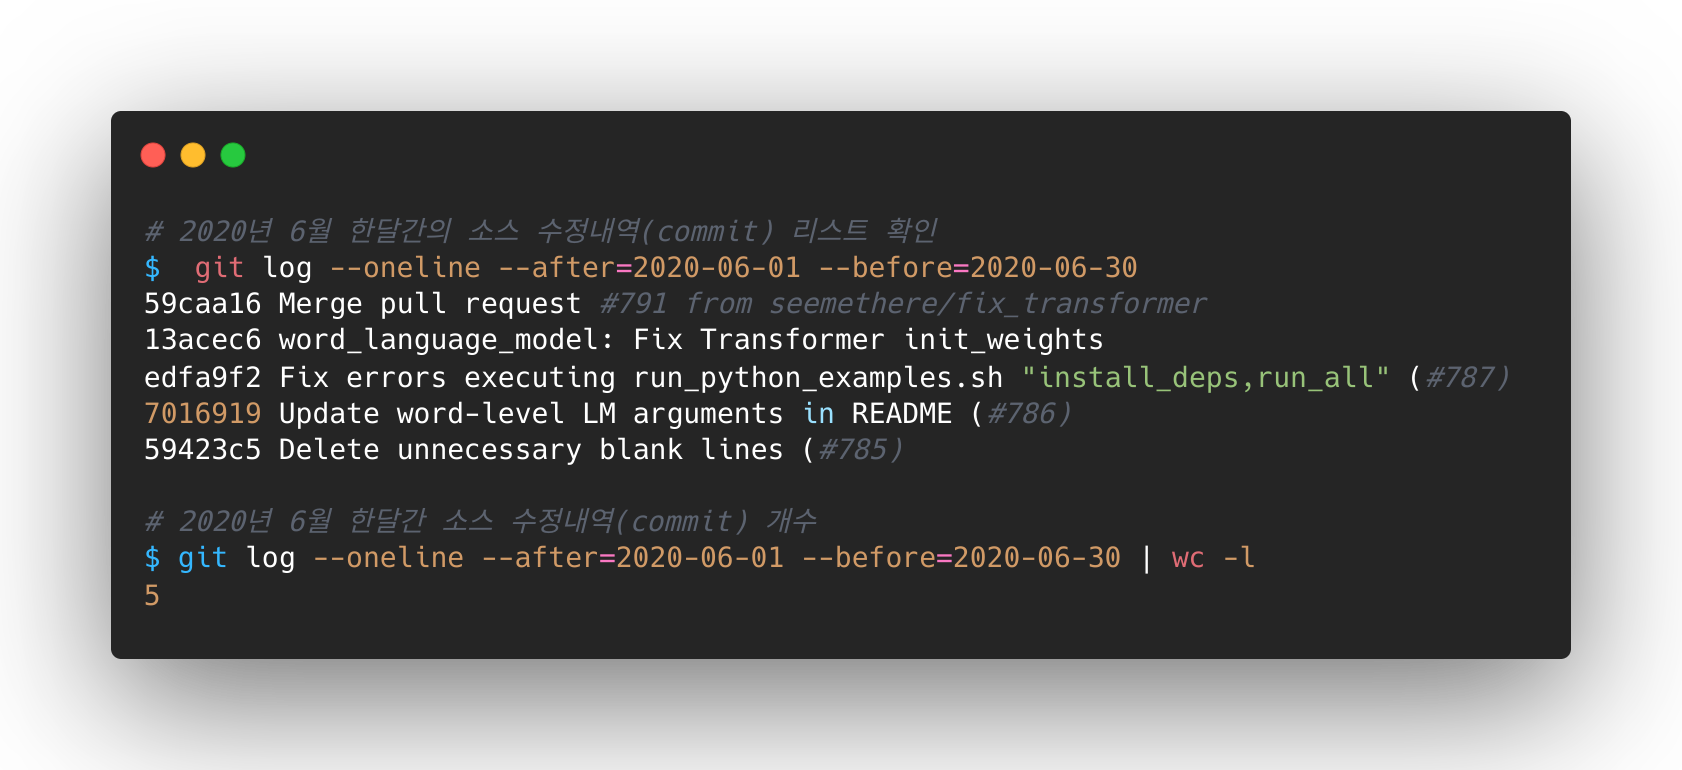 # 2020년 6월 한달간의 소스 수정내역(commit) 리스트 확인
$  git log --oneline --after=2020-06-01 --before=2020-06-30
59caa16 Merge pull request #791 from seemethere/fix_transformer
13acec6 word_language_model: Fix Transformer init_weights
edfa9f2 Fix errors executing run_python_examples.sh "install_deps,run_all" (#787)
7016919 Update word-level LM arguments in README (#786)
59423c5 Delete unnecessary blank lines (#785)
# 2020년 6월 한달간 소스 수정내역(commit) 개수
$ git log --oneline --after=2020-06-01 --before=2020-06-30 | wc -l
5